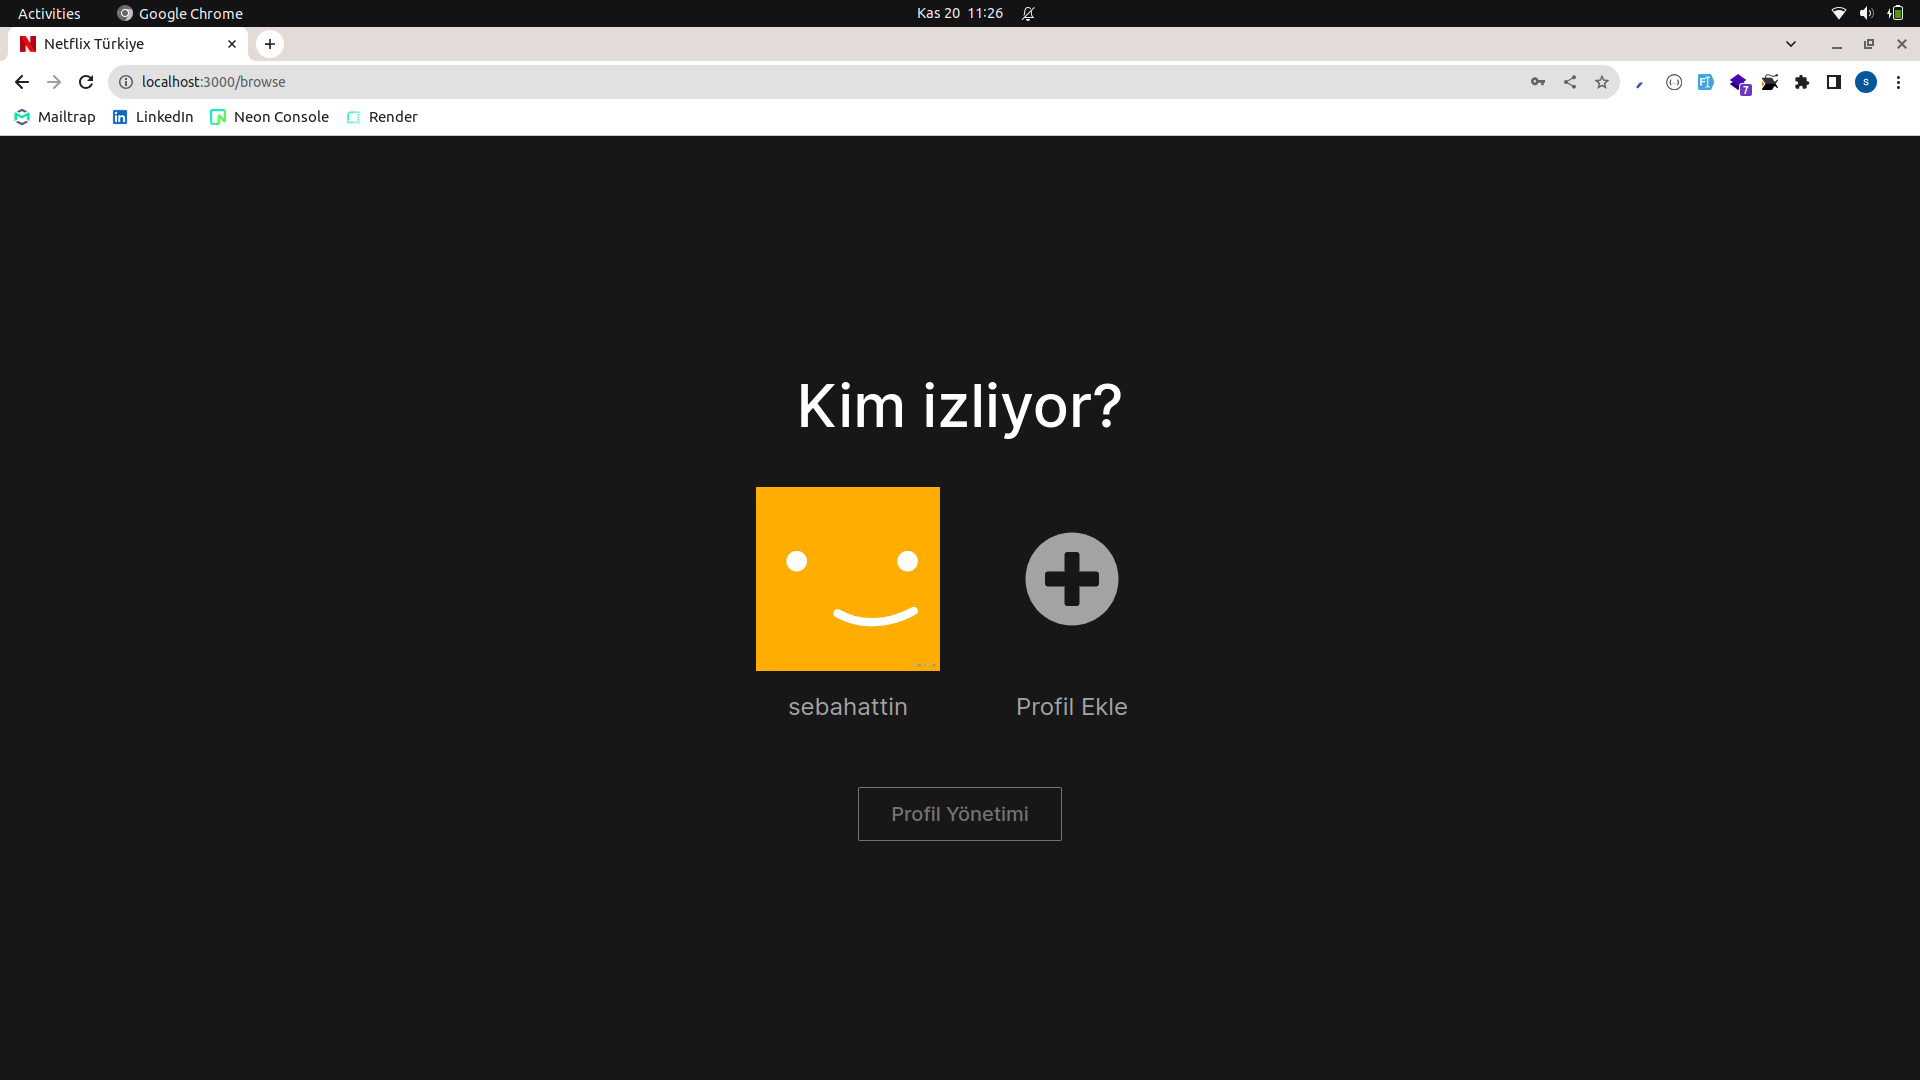 Activities Google Chrome Kas 20 11:26
Netflix Türkiye
localhost:3000/browse 7 S
Mailtrap LinkedIn Neon Console Render
Kim izliyor?
sebahattin Profil Ekle
Profil Yönetimi